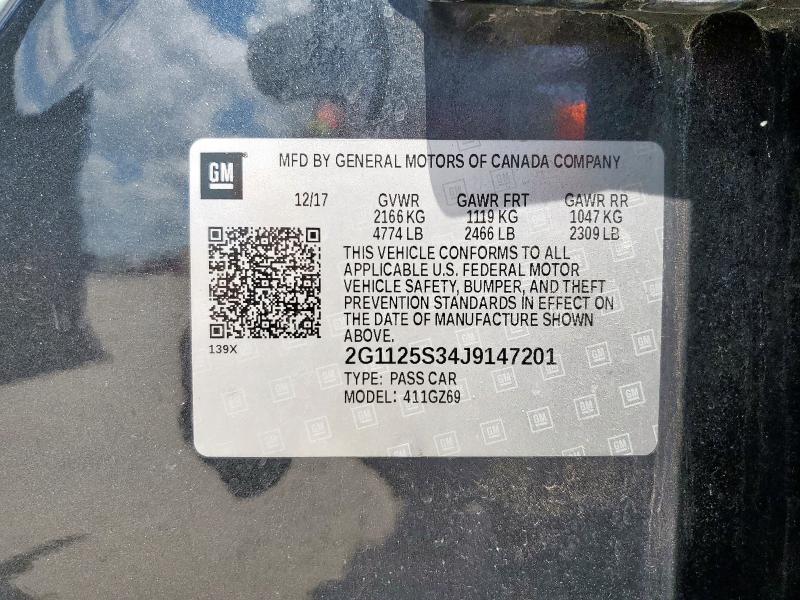 GM
MFD BY GENERAL MOTORS OF CANADA COMPANY
12/17 GVWR GAWR FRT GAWR RR
2166 KG 1119 KG 1047 KG
4774 LB 2466 LB 2309 LB
THIS VEHICLE CONFORMS TO ALL
APPLICABLE U.S. FEDERAL MOTOR
VEHICLE SAFETY, BUMPER, AND THEFT
PREVENTION STANDARDS IN EFFECT ON
THE DATE OF MANUFACTURE SHOWN
ABOVE.
139X
2G1125S34J9147201
TYPE: PASS CAR
MODEL: 411GZ69